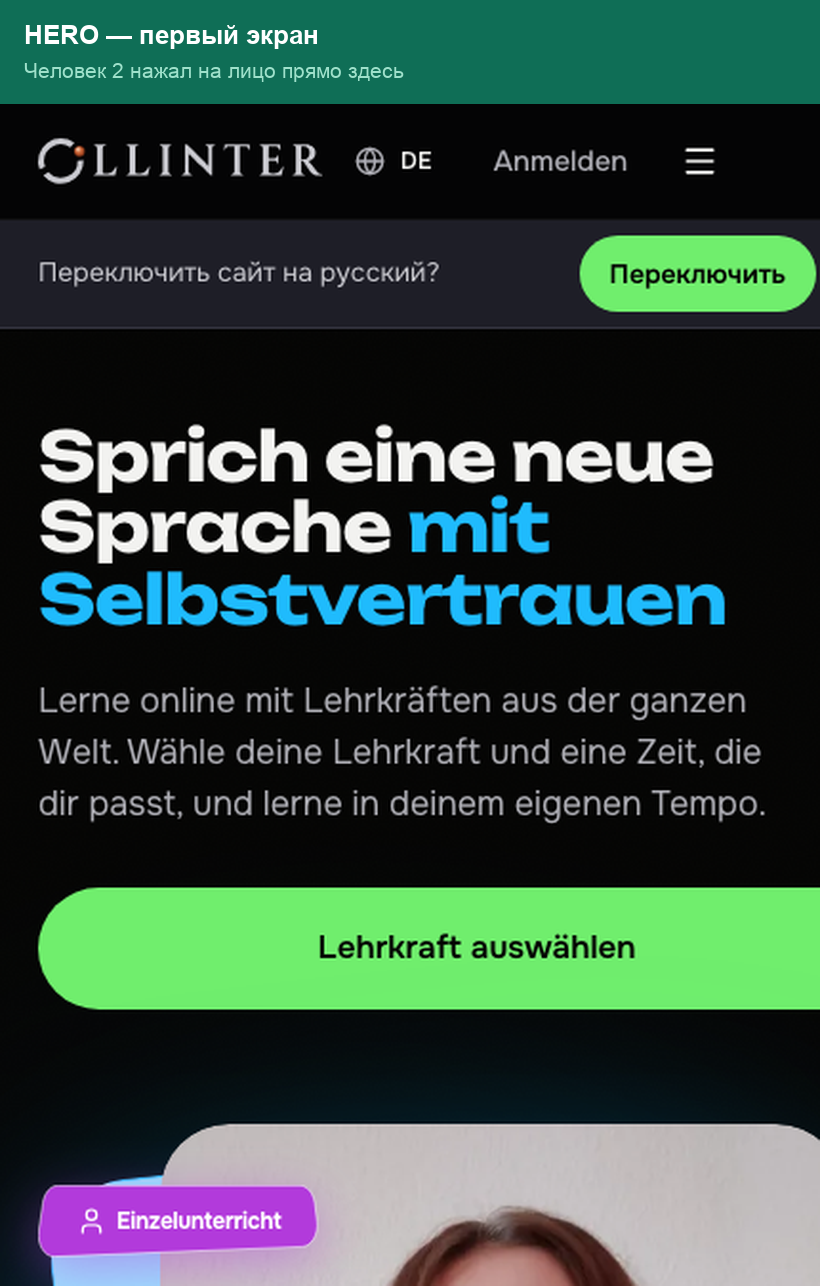 HERO — первый экран
Человек 2 нажал на лицо прямо здесь
OLLINTER
DE
Anmelden
Переключить сайт на русский?
Переключить
Sprich eine neue
Sprache mit
Selbstvertrauen
Lerne online mit Lehrkräften aus der ganzen
Welt. Wähle deine Lehrkraft und eine Zeit, die
dir passt, und lerne in deinem eigenen Tempo.
Lehrkraft auswählen
Einzelunterricht